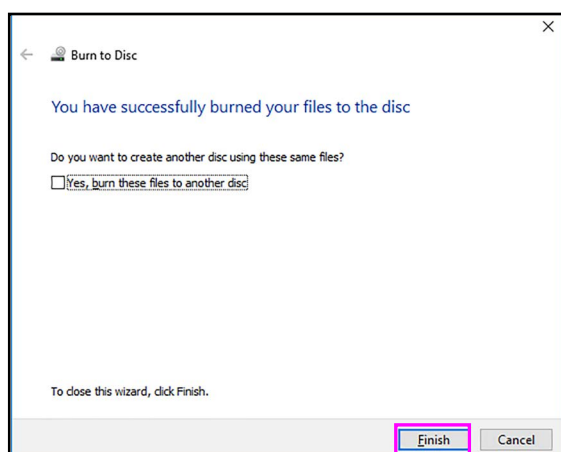 Burn to Disc
You have successfully burned your files to the disc
Do you want to create another disc using these same files?
Yes, burn these files to another disc
To close this wizard, click Finish.
Finish Cancel